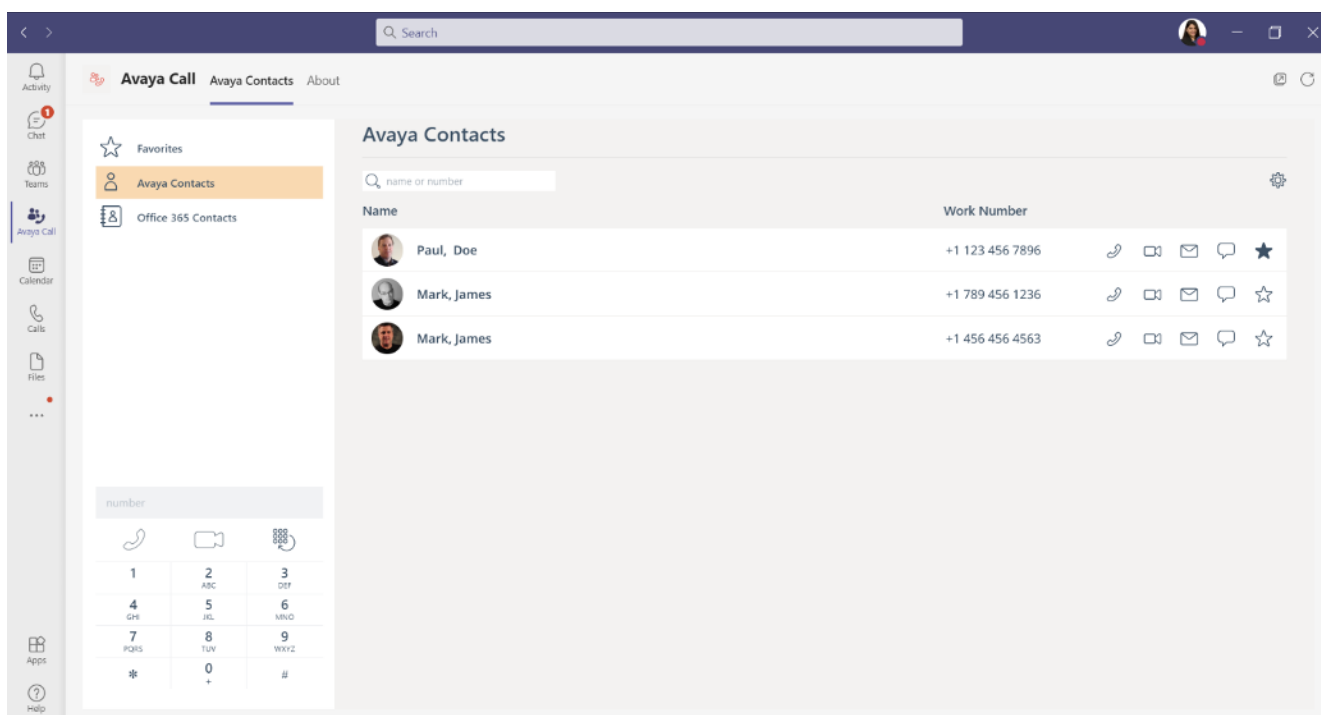 Search
Activity
Chat
1
Teams
Avaya Call
Calendar
Calls
Files
Apps
Help
Avaya Call Avaya Contacts About
Favorites
Avaya Contacts
Office 365 Contacts
number
1 2 3
ABC DEF
4 5 6
GHI JKL MNO
7 8 9
PQRS TUV WXYZ
* 0 #
+
Avaya Contacts
name or number
Name Work Number
Paul, Doe +1 123 456 7896
Mark, James +1 789 456 1236
Mark, James +1 456 456 4563